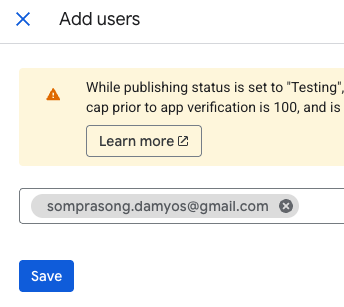 Add users
While publishing status is set to "Testing",
cap prior to app verification is 100, and is
Learn more
somprasong.damyos@gmail.com
Save